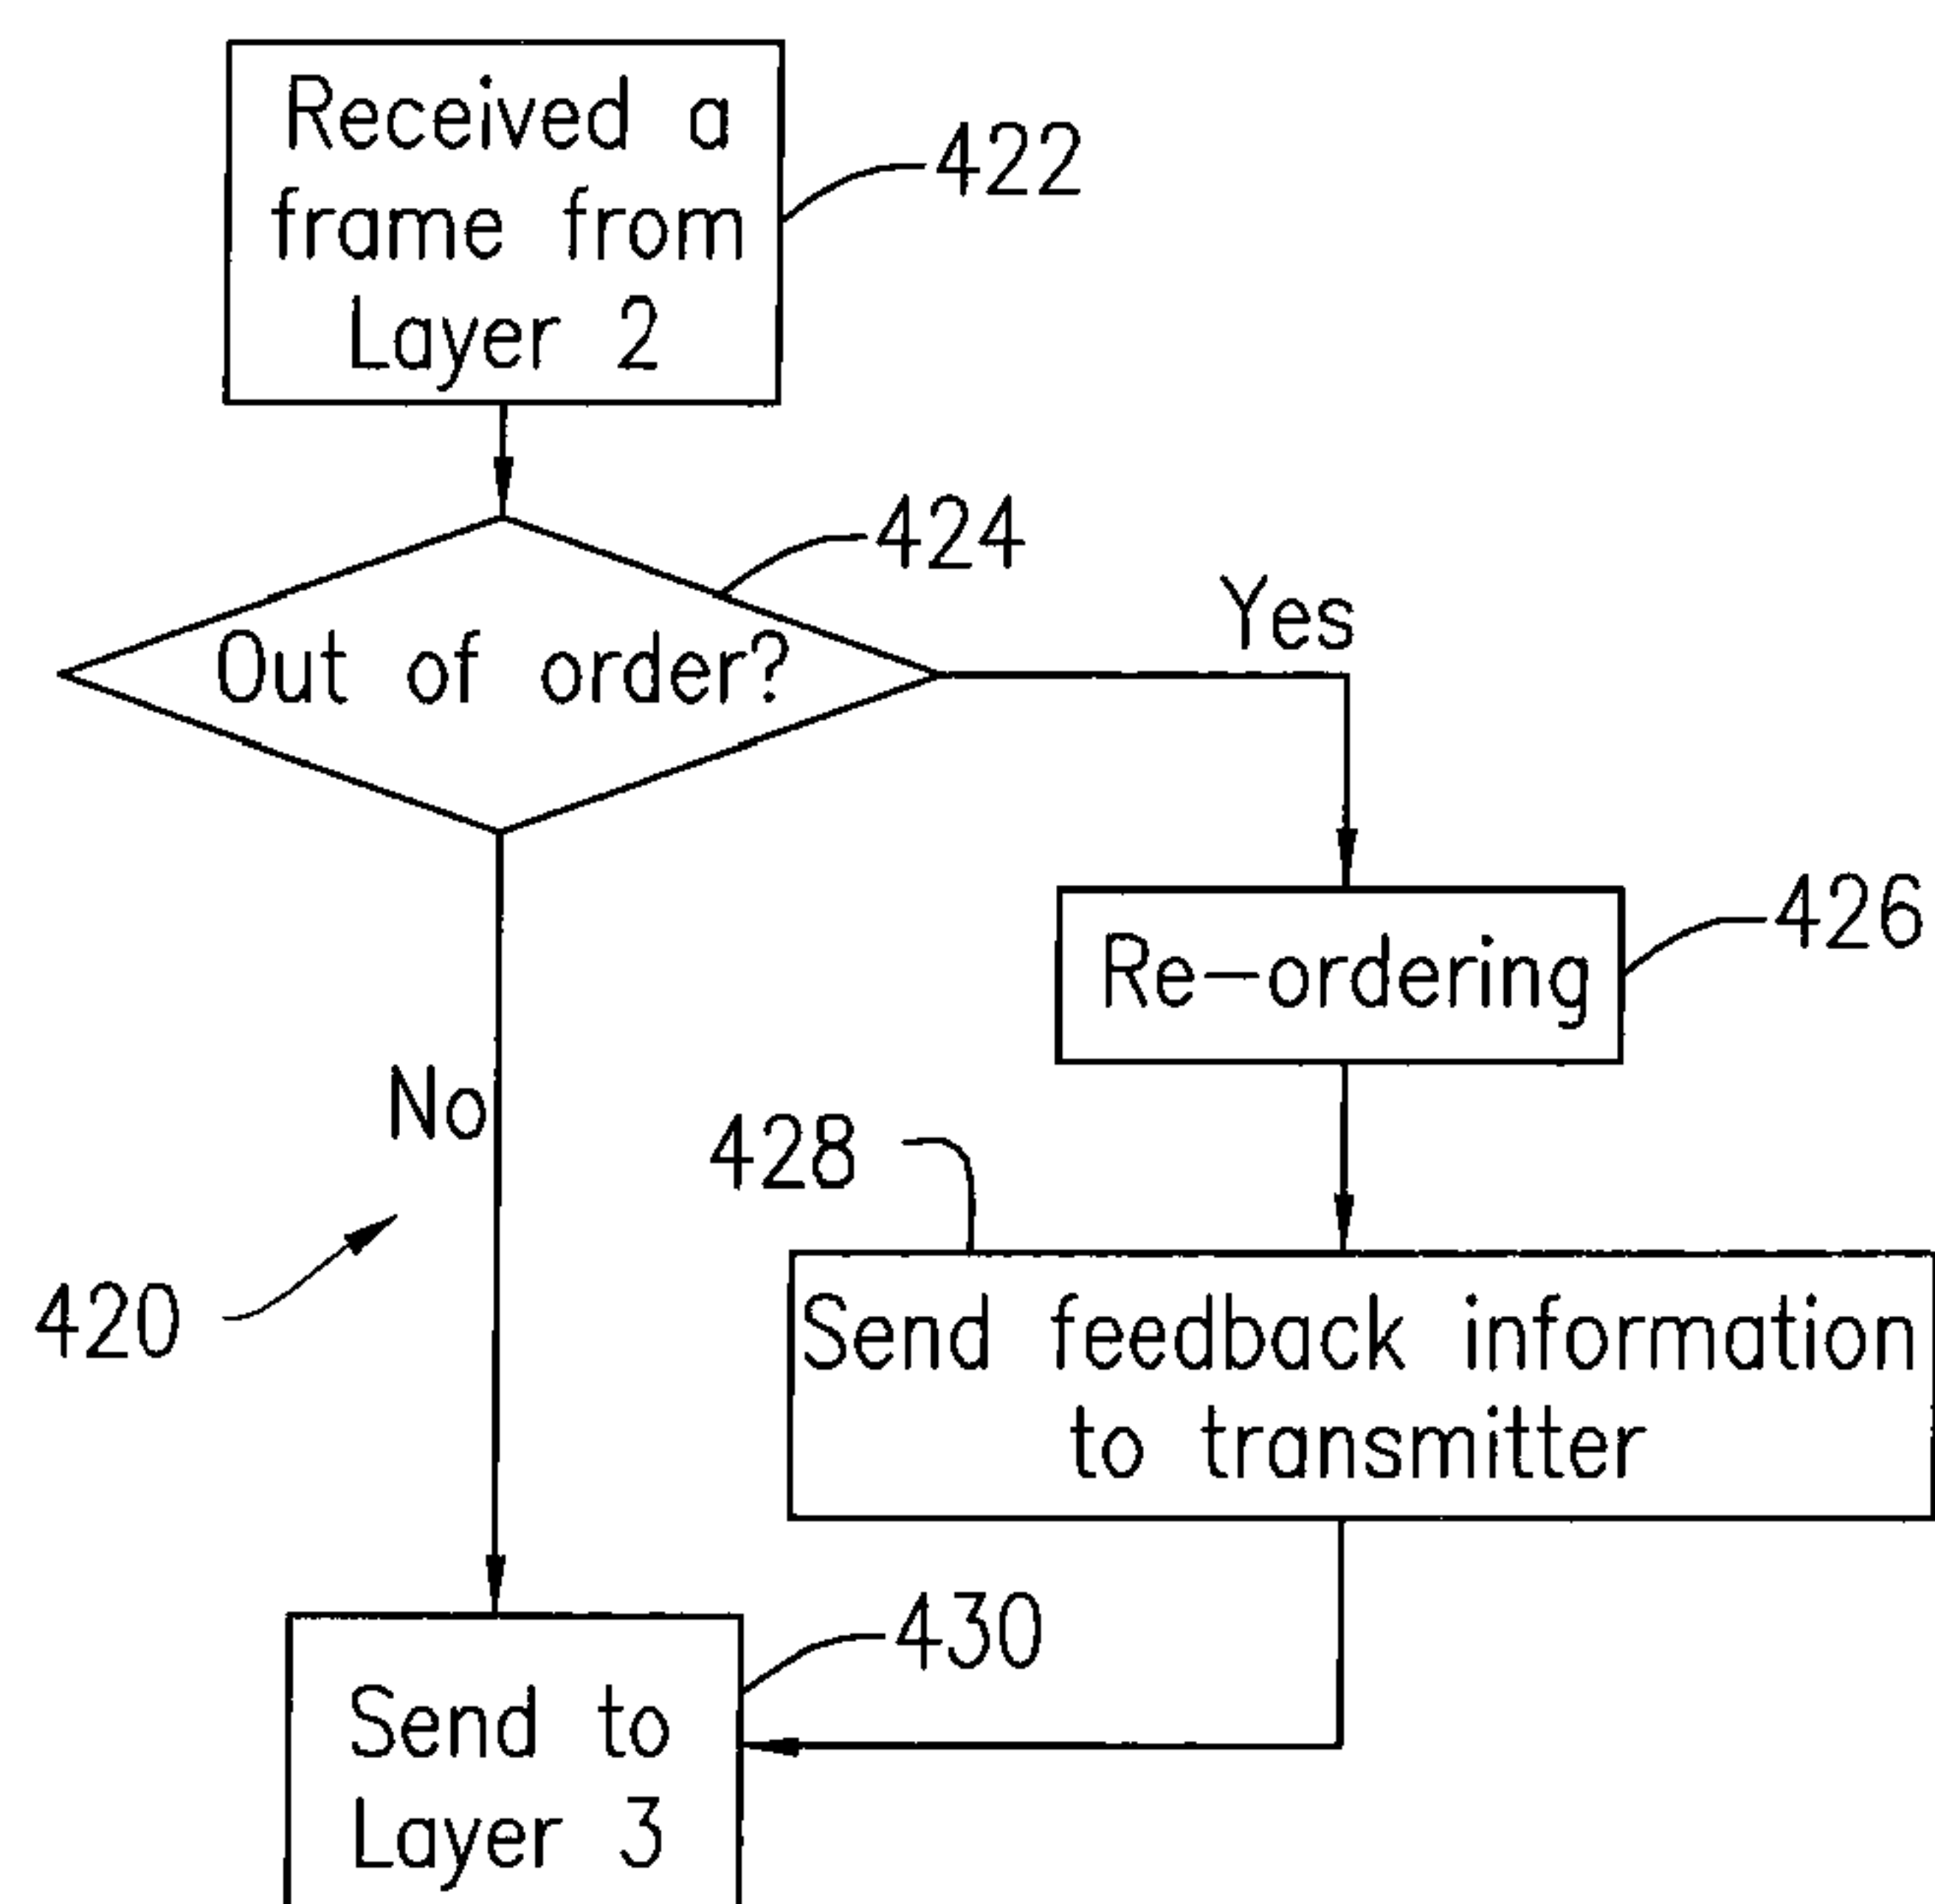 Received a
frame from
Layer 2
422
424
Out of order?
Yes
Re-ordering
426
No
428
420
Send feedback information
to transmitter
430
Send to
Layer 3